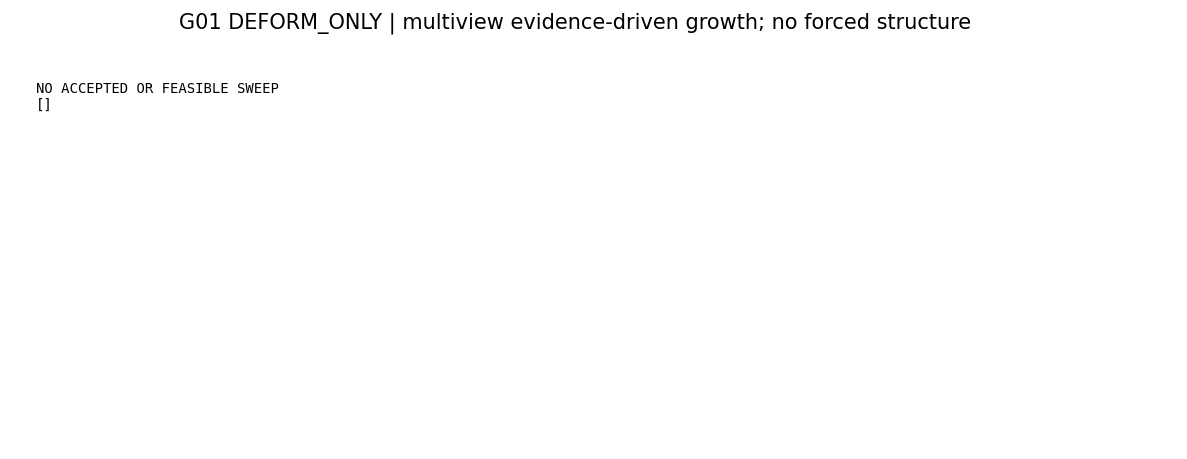 G01 DEFORM_ONLY | multiview evidence-driven growth; no forced structure
NO ACCEPTED OR FEASIBLE SWEEP
[]